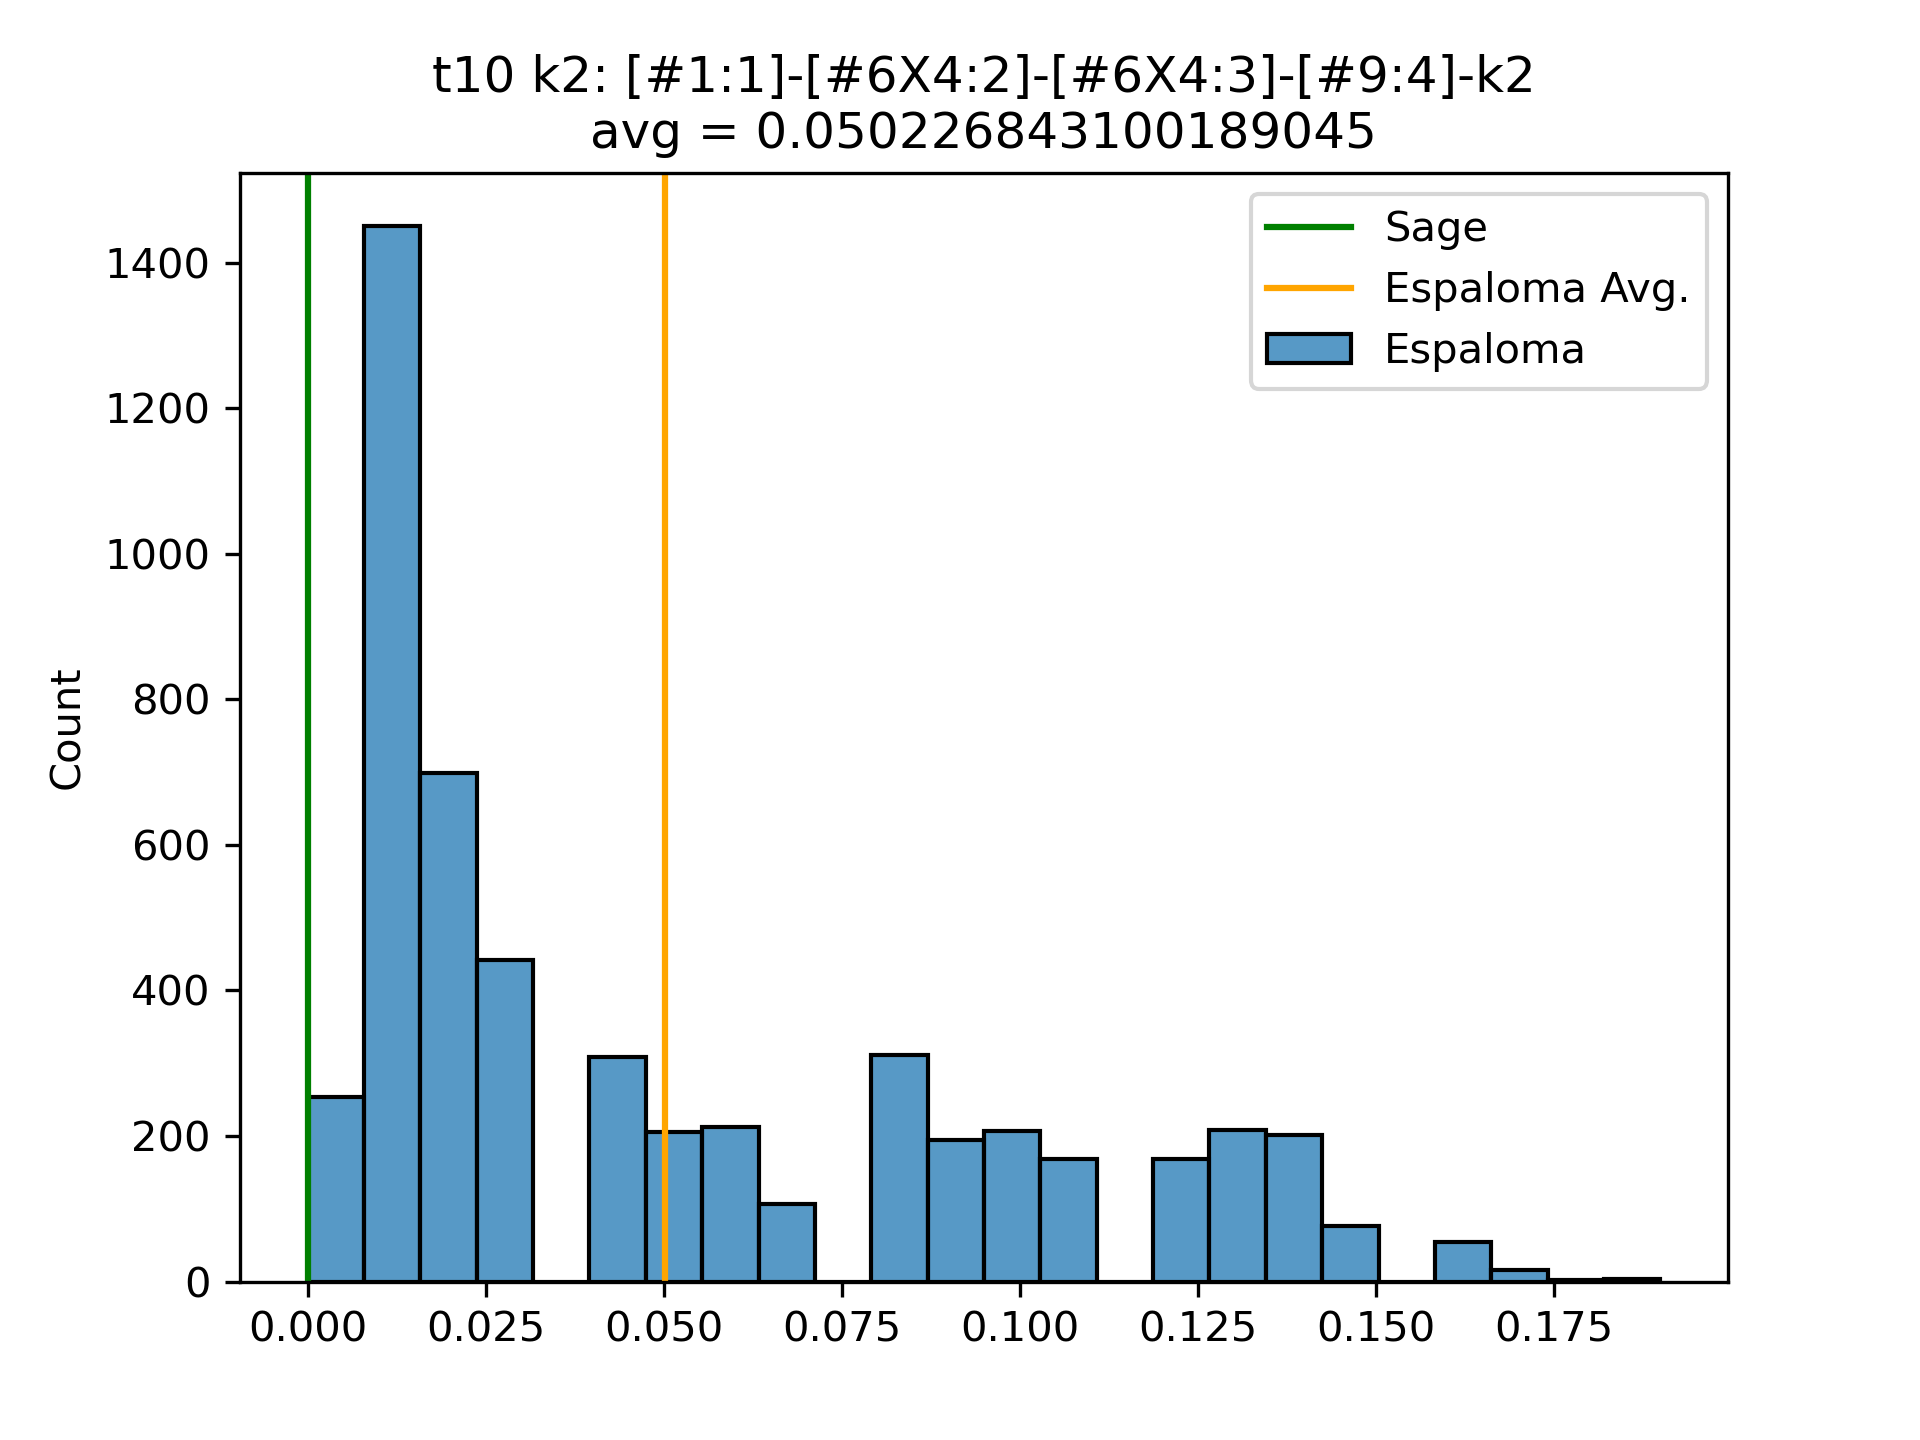 t10 k2: [#1:1]-[#6X4:2]-[#6X4:3]-[#9:4]-k2
avg = 0.050226843100189045
Sage
Espaloma Avg.
Espaloma
Count
1400
1200
1000
800
600
400
200
0
0.000 0.025 0.050 0.075 0.100 0.125 0.150 0.175